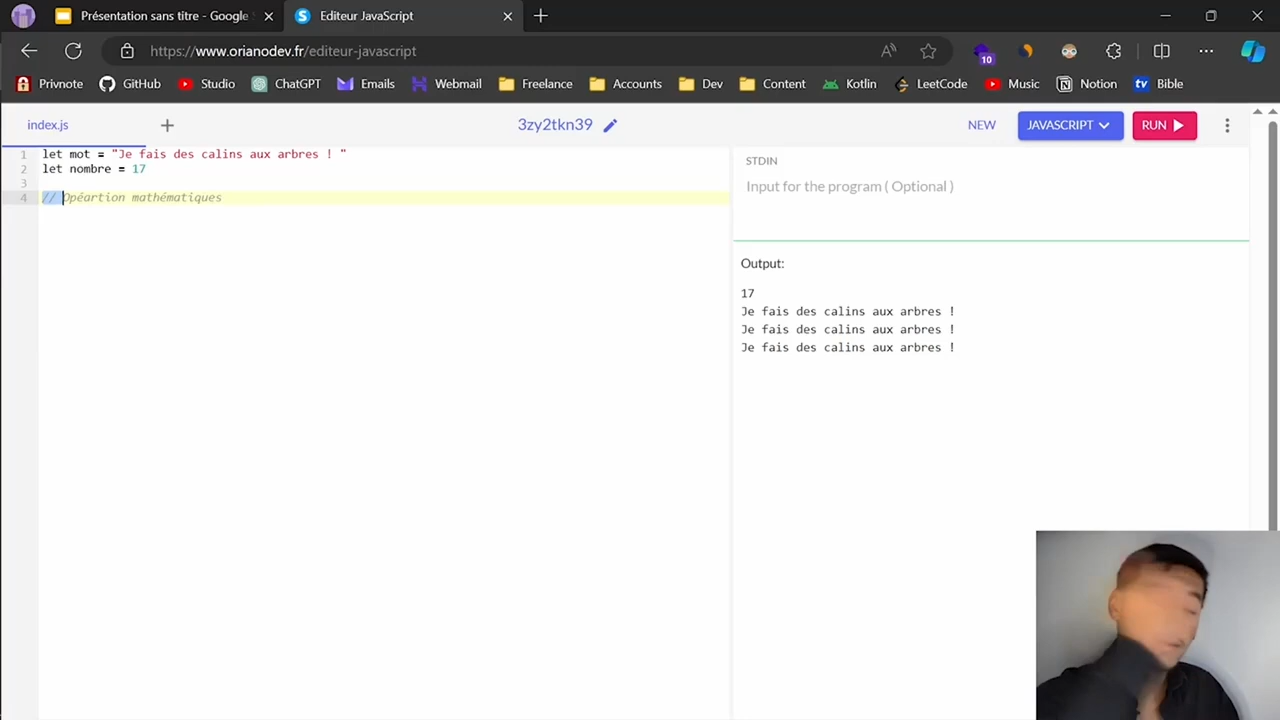 Présentation sans titre - Google
Editeur JavaScript
https://www.orianodev.fr/editeur-javascript
10
Privnote GitHub Studio ChatGPT Emails Webmail Freelance Accounts Dev Content Kotlin LeetCode Music Notion tv Bible
index.js
3zy2tkn39
NEW
JAVASCRIPT
RUN
1 let mot = "Je fais des calins aux arbres ! "
2 let nombre = 17
3
4 // Opéartion mathématiques
STDIN
Input for the program ( Optional )
Output:
17
Je fais des calins aux arbres !
Je fais des calins aux arbres !
Je fais des calins aux arbres !